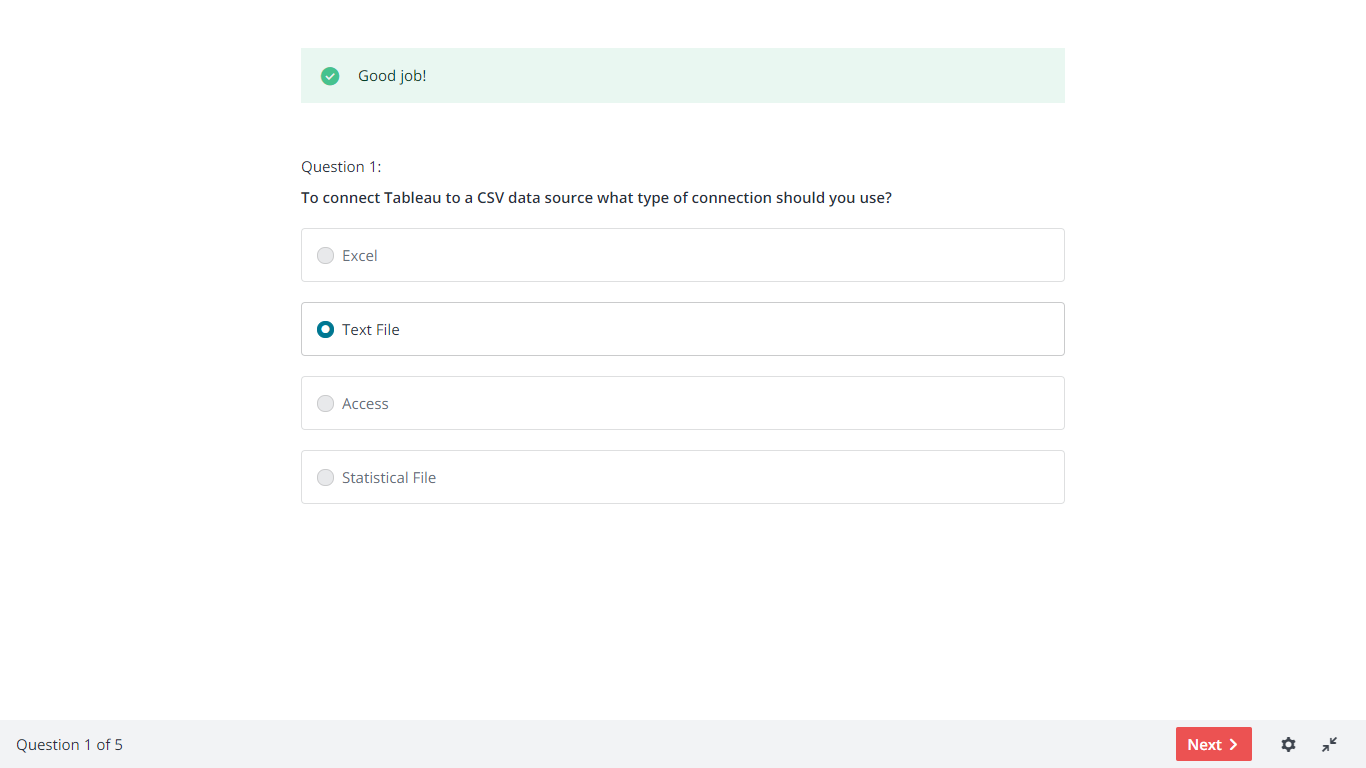 Good job!
Question 1:
To connect Tableau to a CSV data source what type of connection should you use?
Excel
Text File
Access
Statistical File
Question 1 of 5
Next